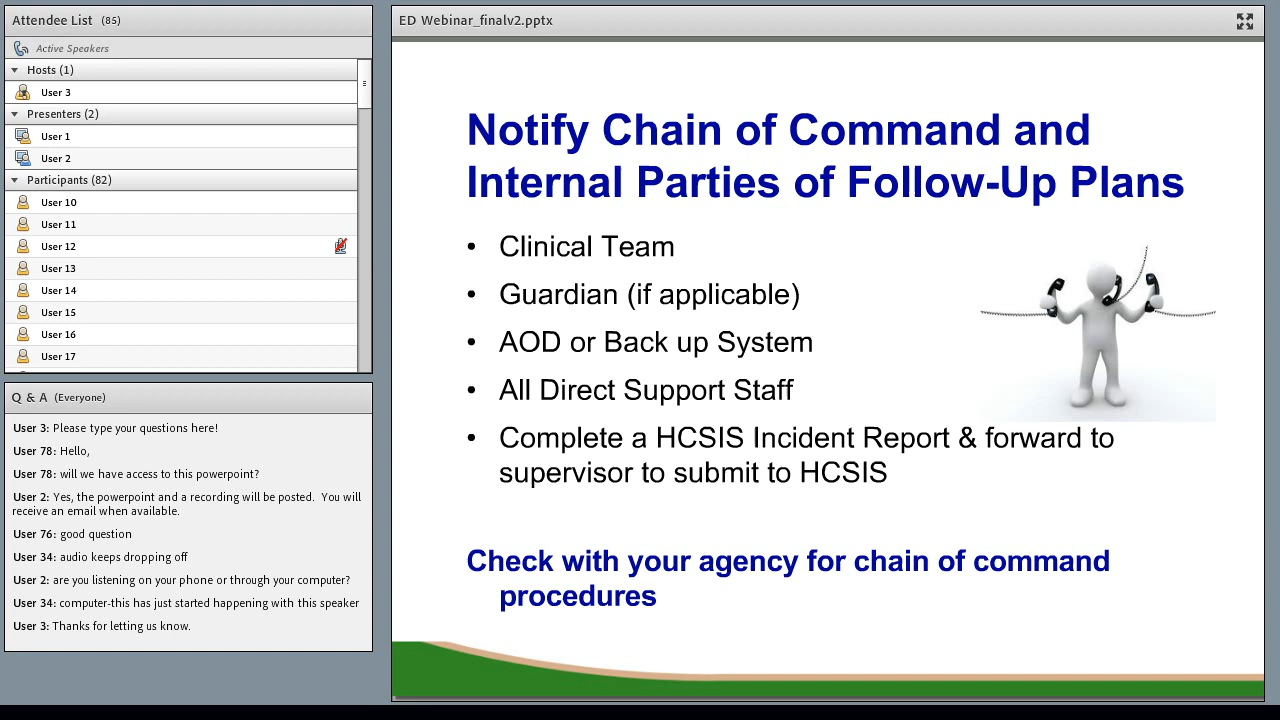 Attendee List (85)
Active Speakers
Hosts (1)
User 3
Presenters (2)
User 1
User 2
Participants (82)
User 10
User 11
User 12
User 13
User 14
User 15
User 16
User 17
Q & A (Everyone)
User 3: Please type your questions here!
User 78: Hello,
User 78: will we have access to this powerpoint?
User 2: Yes, the powerpoint and a recording will be posted. You will
receive an email when available.
User 76: good question
User 34: audio keeps dropping off
User 2: are you listening on your phone or through your computer?
User 34: computer-this has just started happening with this speaker
User 3: Thanks for letting us know.
ED Webinar_finalv2.pptx
Notify Chain of Command and
Internal Parties of Follow-Up Plans
• Clinical Team
• Guardian (if applicable)
• AOD or Back up System
• All Direct Support Staff
• Complete a HCSIS Incident Report & forward to
supervisor to submit to HCSIS
Check with your agency for chain of command
procedures